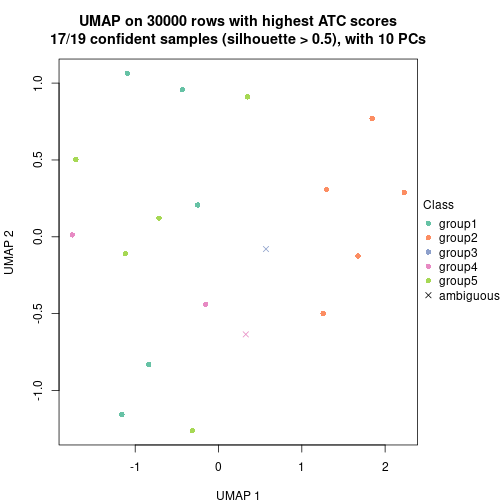 UMAP on 30000 rows with highest ATC scores
17/19 confident samples (silhouette > 0.5), with 10 PCs
1.0
0.5
0.0
-0.5
-1.0
UMAP 2
-1
0
1
2
UMAP 1
Class
group1
group2
group3
group4
group5
ambiguous